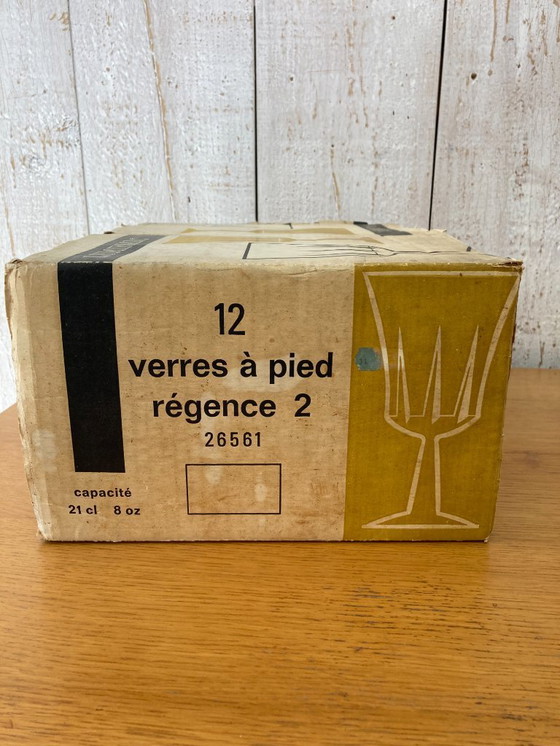 12
verres à pied
régence 2
26561
capacité
21 cl 8 oz